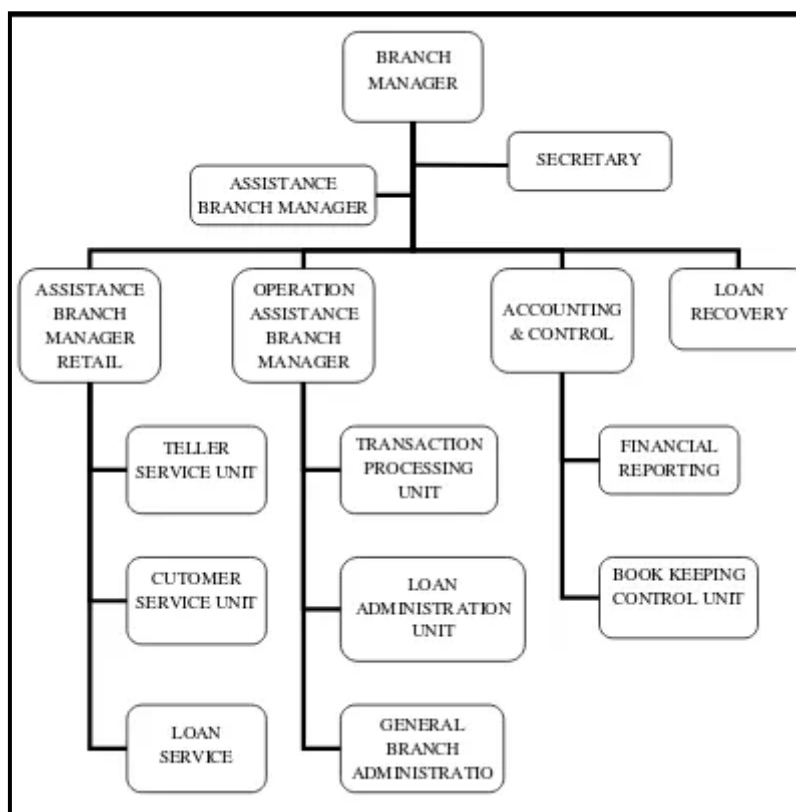 BRANCH
MANAGER
SECRETARY
ASSISTANCE
BRANCH MANAGER
ASSISTANCE
BRANCH
MANAGER
RETAIL
OPERATION
ASSISTANCE
BRANCH
MANAGER
ACCOUNTING
& CONTROL
LOAN
RECOVERY
TELLER
SERVICE UNIT
TRANSACTION
PROCESSING
UNIT
FINANCIAL
REPORTING
CUTOMER
SERVICE UNIT
LOAN
ADMINISTRATION
UNIT
BOOK KEEPING
CONTROL UNIT
LOAN
SERVICE
GENERAL
BRANCH
ADMINISTRATIO